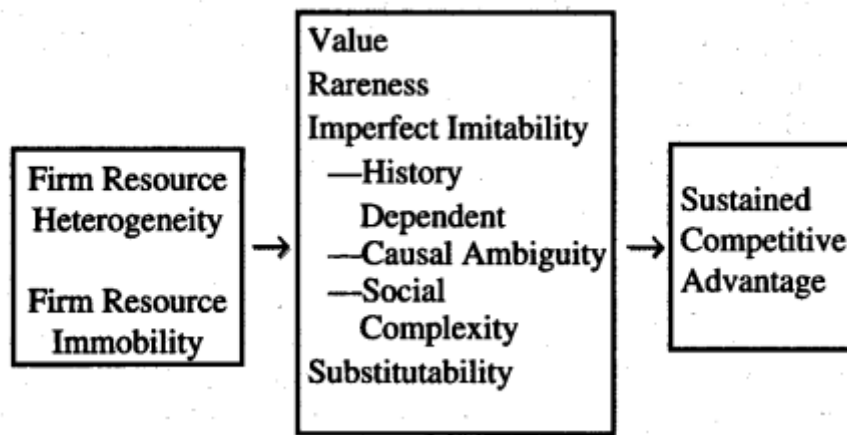 Firm Resource
Heterogeneity
Firm Resource
Immobility
Value
Rareness
Imperfect Imitability
—History
Dependent
—Causal Ambiguity
—Social
Complexity
Substitutability
Sustained
Competitive
Advantage